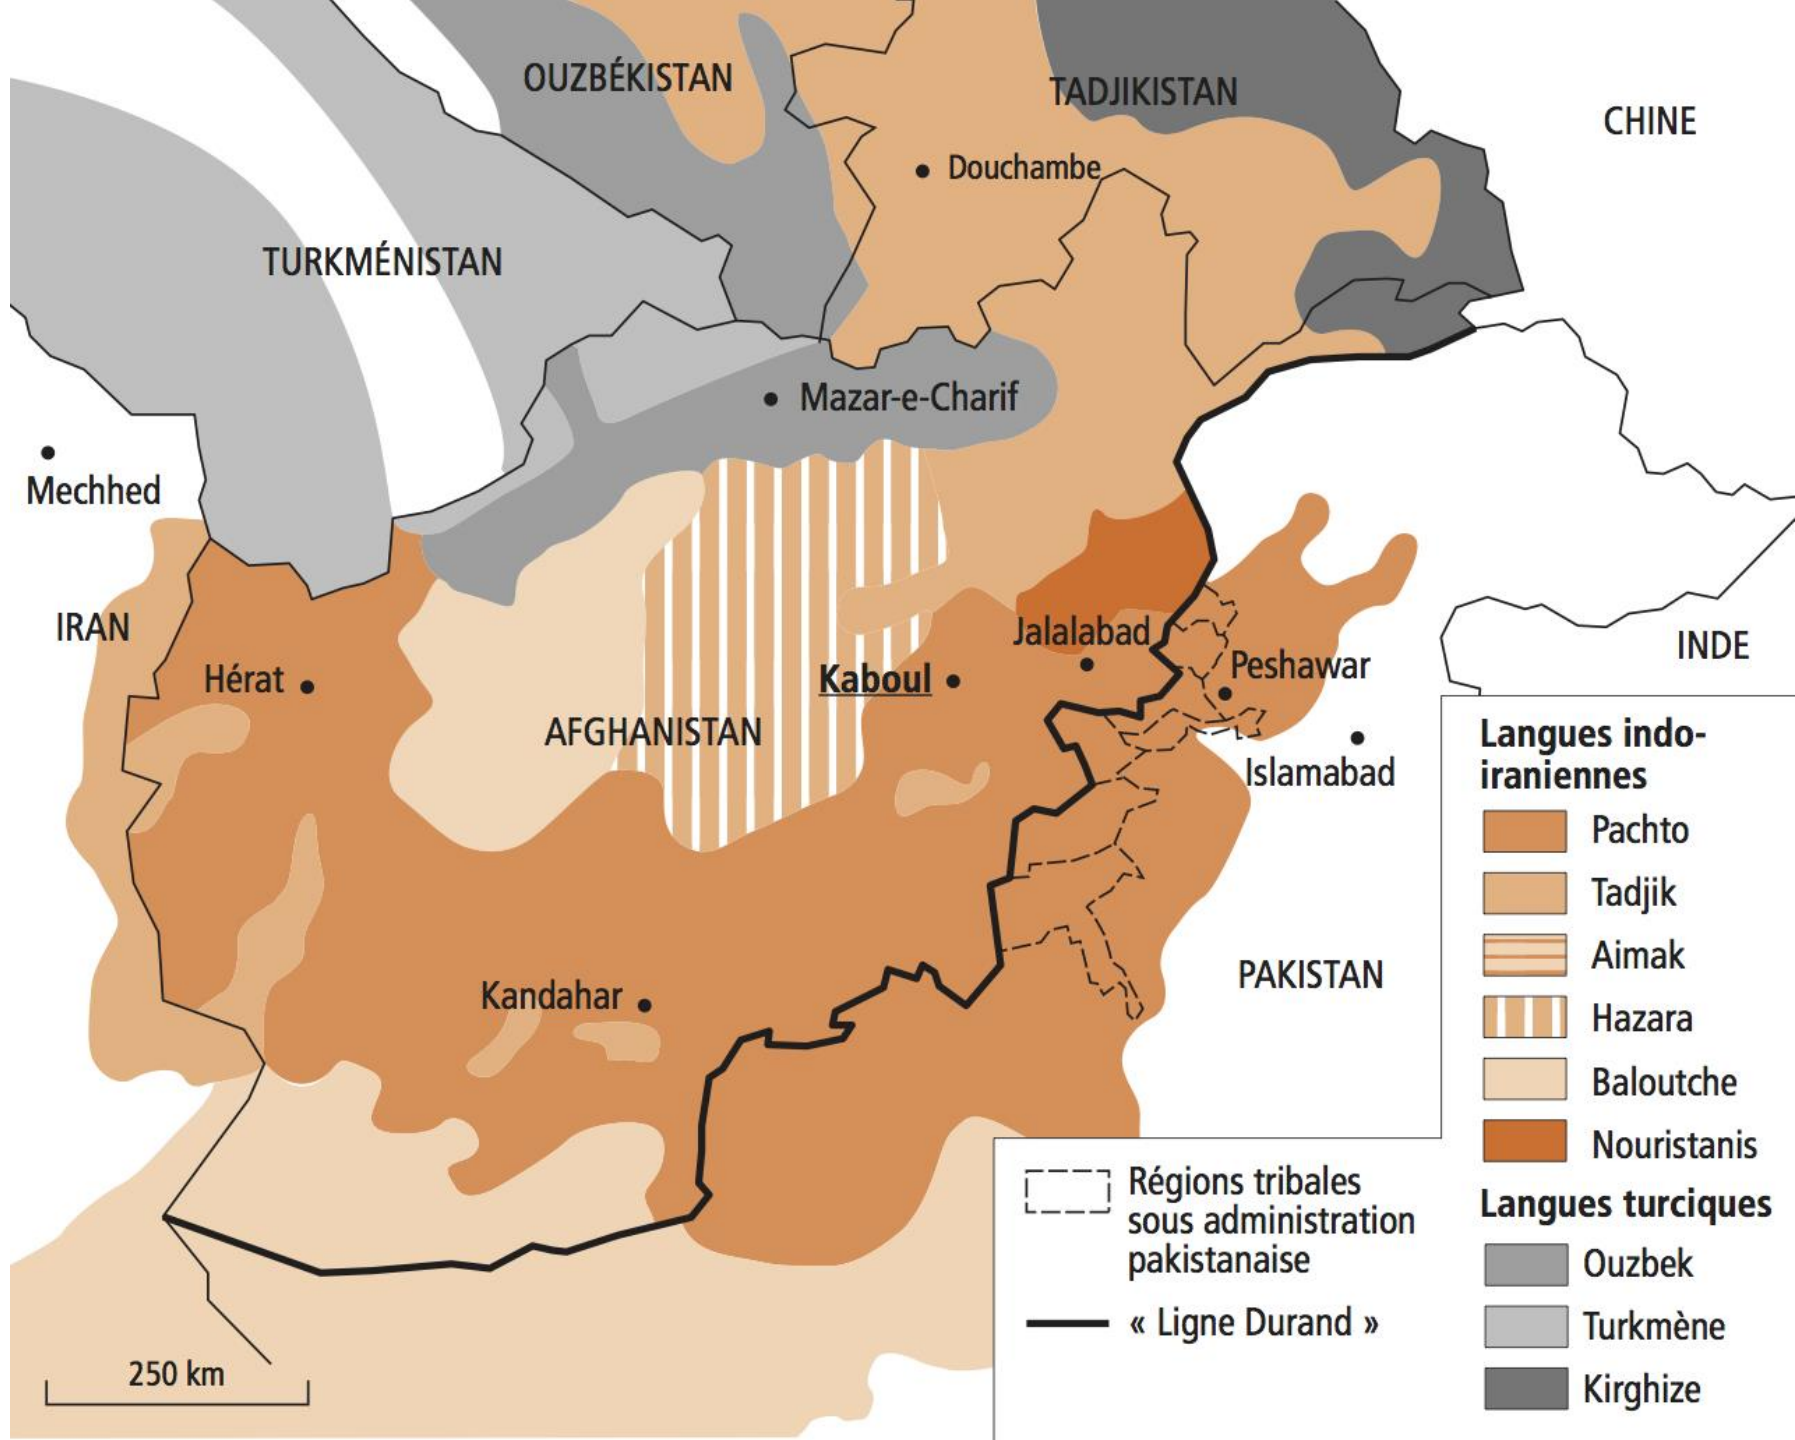 OUZBÉKISTAN
TADJIKISTAN
CHINE
Douchambe
TURKMÉNISTAN
Mazar-e-Charif
Mechhed
IRAN
Hérat
Kaboul
Jalalabad
Peshawar
INDE
AFGHANISTAN
Islamabad
Kandahar
PAKISTAN
Langues indo-
iraniennes
Pachto
Tadjik
Aimak
Hazara
Baloutche
Nouristanis
Langues turciques
Ouzbek
Turkmène
Kirghize
Régions tribales
sous administration
pakistanaise
« Ligne Durand »
250 km